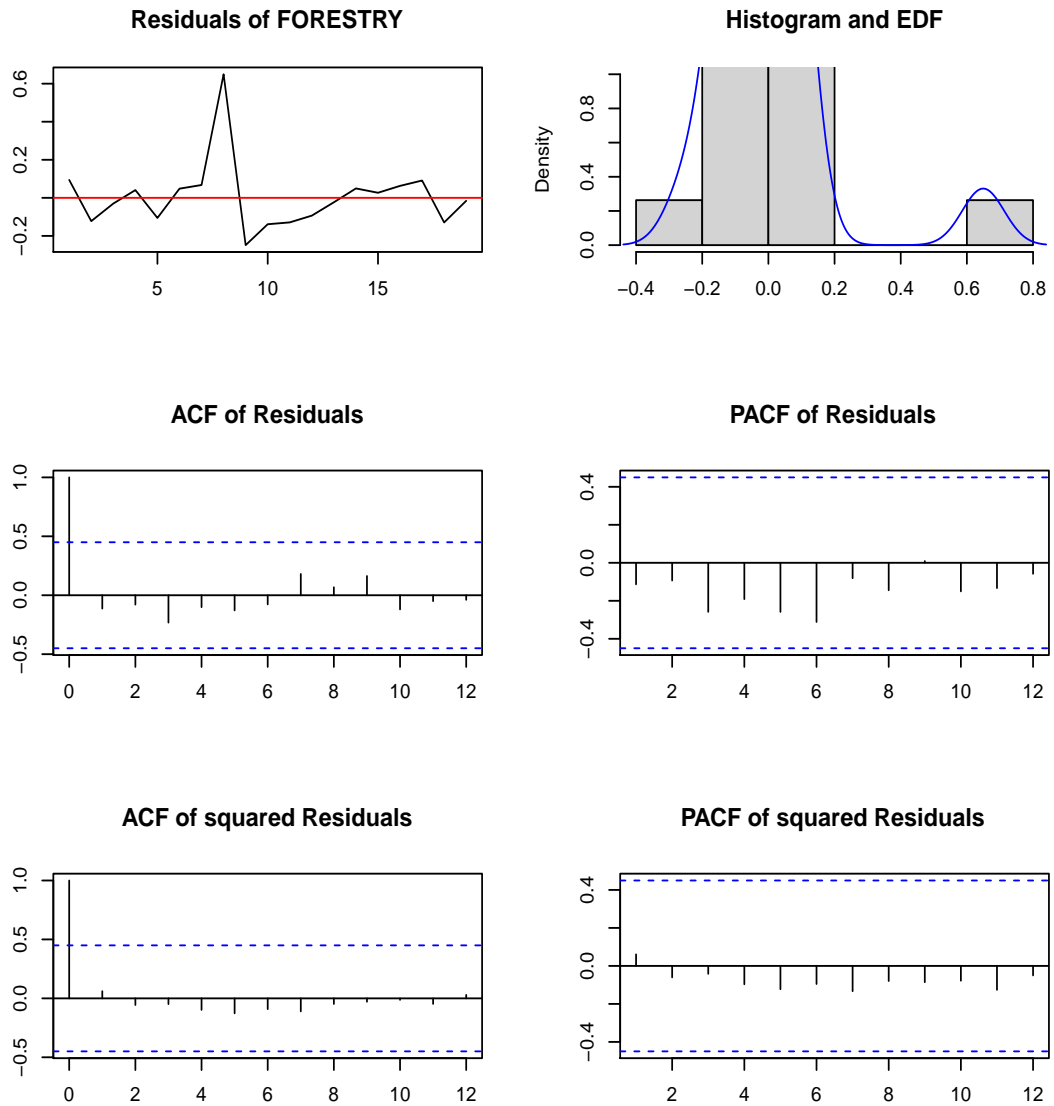 Residuals of FORESTRY
0.6
0.2
−0.2
5 10 15
Histogram and EDF
Density
0.8
0.4
0.0
−0.4 −0.2 0.0 0.2 0.4 0.6 0.8
ACF of Residuals
1.0
0.5
0.0
−0.5
0 2 4 6 8 10 12
PACF of Residuals
0.4
0.0
−0.4
2 4 6 8 10 12
ACF of squared Residuals
1.0
0.5
0.0
−0.5
0 2 4 6 8 10 12
PACF of squared Residuals
0.4
0.0
−0.4
2 4 6 8 10 12